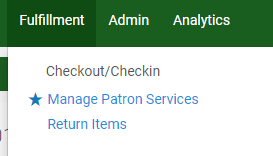 Fulfillment Admin Analytics
Checkout/Checkin
Manage Patron Services
Return Items